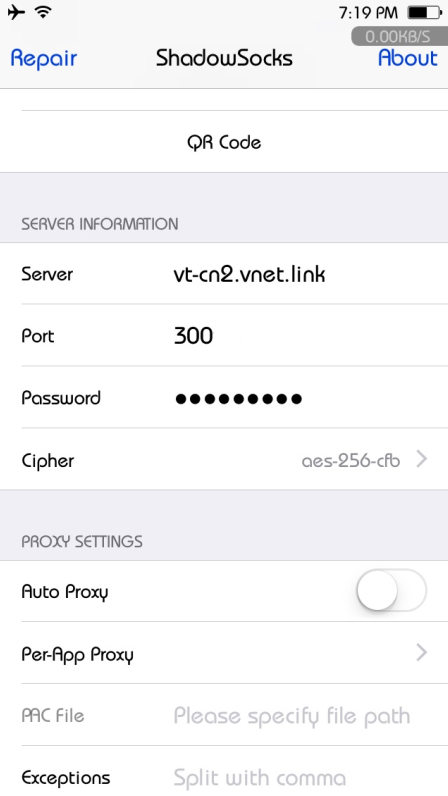 7:19 PM
0.00KB/S
Repair ShadowSocks About
QR Code
SERVER INFORMATION
Server vt-cn2.vnet.link
Port 300
Password ●●●●●●●●●
Cipher aes-256-cfb
PROXY SETTINGS
Auto Proxy
Per-App Proxy
PAC File Please specify file path
Exceptions Split with comma